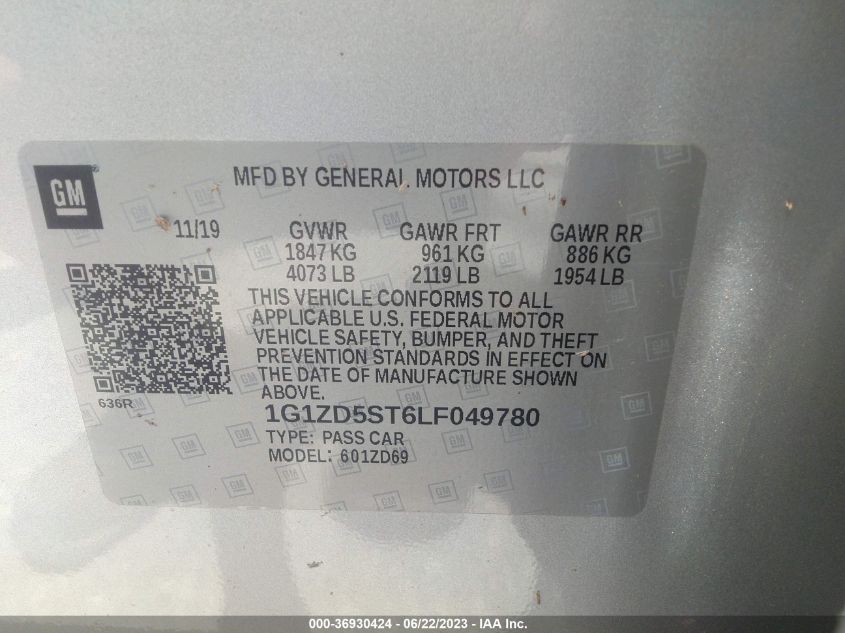 GM
MFD BY GENERAL MOTORS LLC
11/19 GVWR GAWR FRT GAWR RR
1847 KG 961 KG 886 KG
4073 LB 2119 LB 1954 LB
THIS VEHICLE CONFORMS TO ALL
APPLICABLE U.S. FEDERAL MOTOR
VEHICLE SAFETY, BUMPER, AND THEFT
PREVENTION STANDARDS IN EFFECT ON
THE DATE OF MANUFACTURE SHOWN
ABOVE.
636R
1G1ZD5ST6LF049780
TYPE: PASS CAR
MODEL: 601ZD69
000-36930424 - 06/22/2023 - IAA Inc.